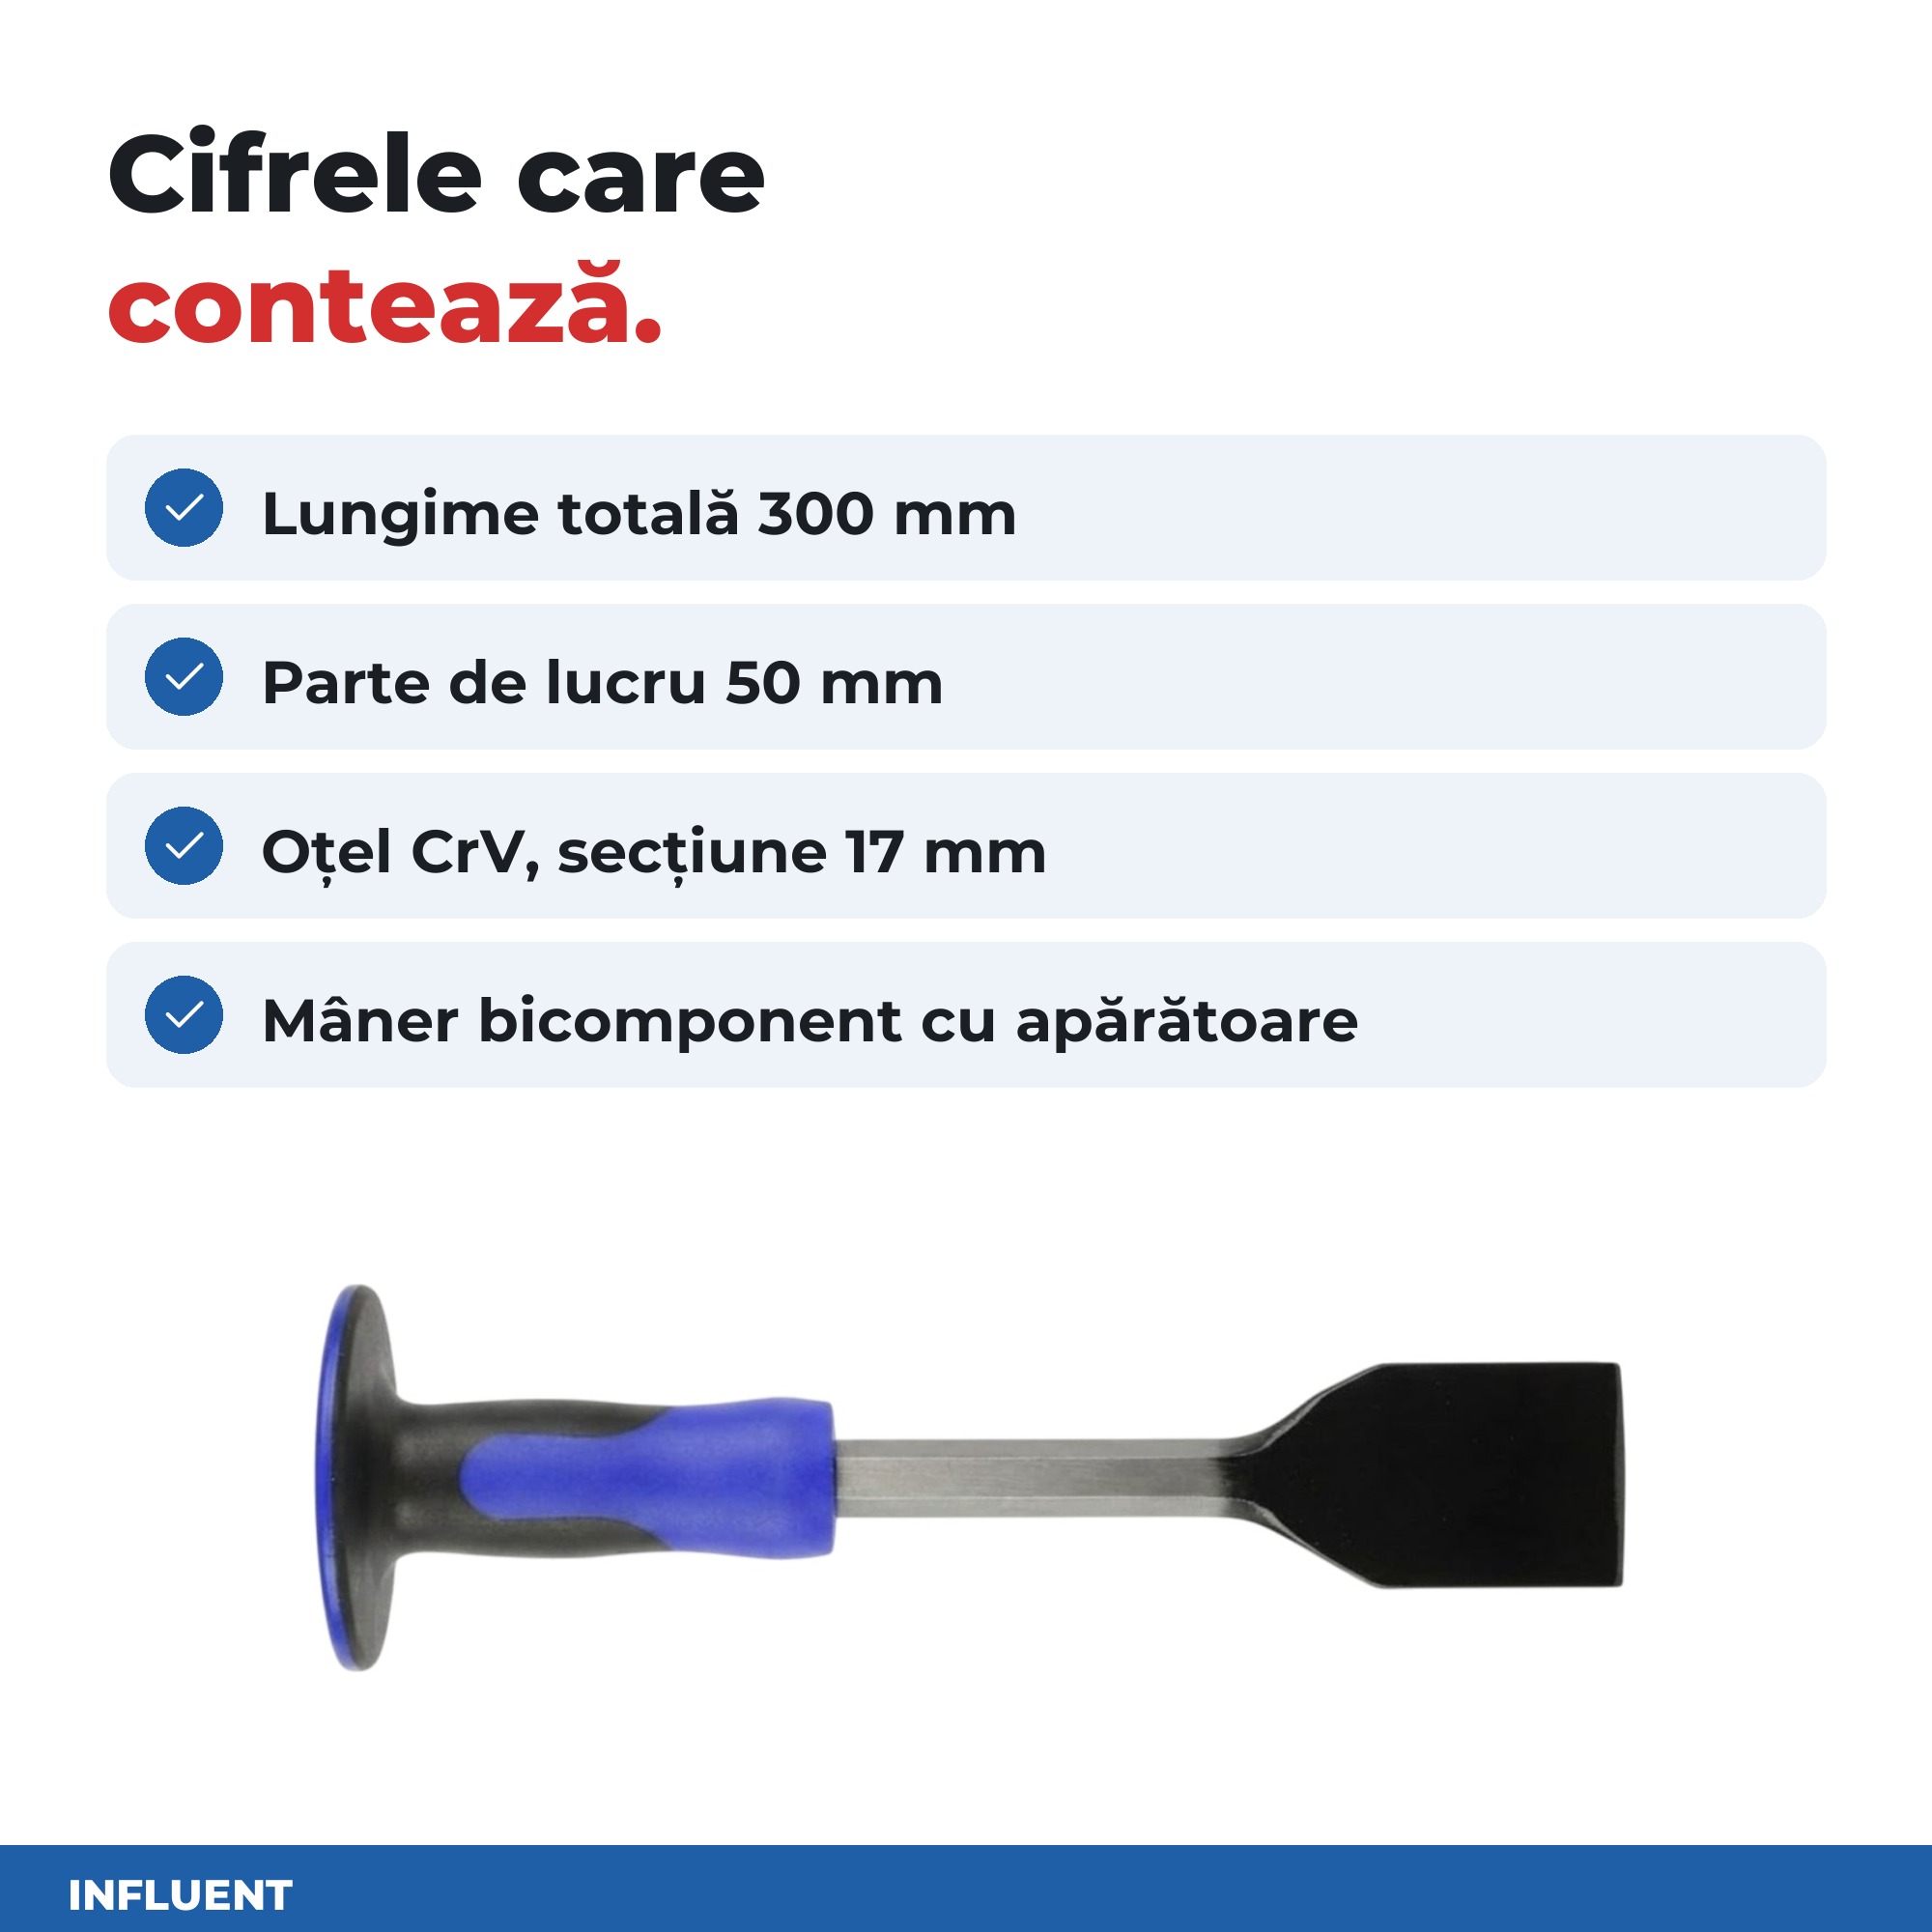 Cifrele care
contează.
Lungime totală 300 mm
Parte de lucru 50 mm
Oțel CrV, secțiune 17 mm
Mâner bicomponent cu apărătoare
INFLUENT